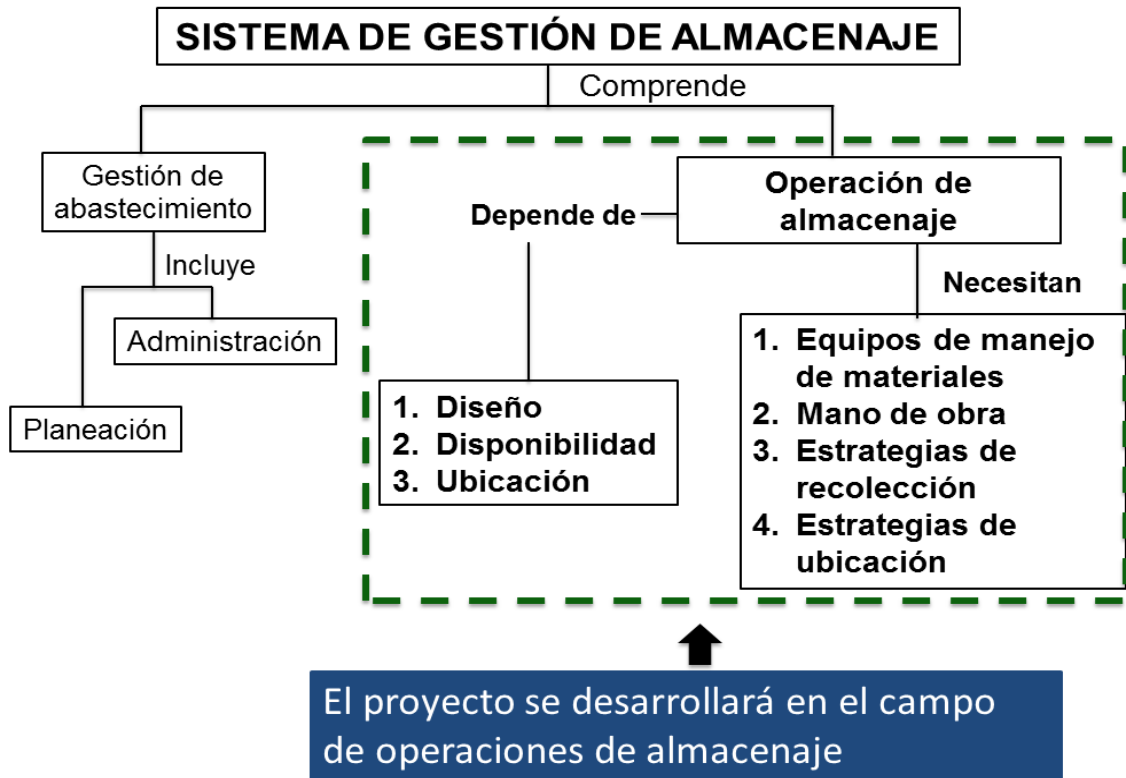 SISTEMA DE GESTIÓN DE ALMACENAJE
Comprende
Gestión de
abastecimiento
Incluye
Administración
Planeación
Operación de
almacenaje
Depende de
1. Diseño
2. Disponibilidad
3. Ubicación
Necesitan
1. Equipos de manejo
de materiales
2. Mano de obra
3. Estrategias de
recolección
4. Estrategias de
ubicación
El proyecto se desarrollará en el campo
de operaciones de almacenaje